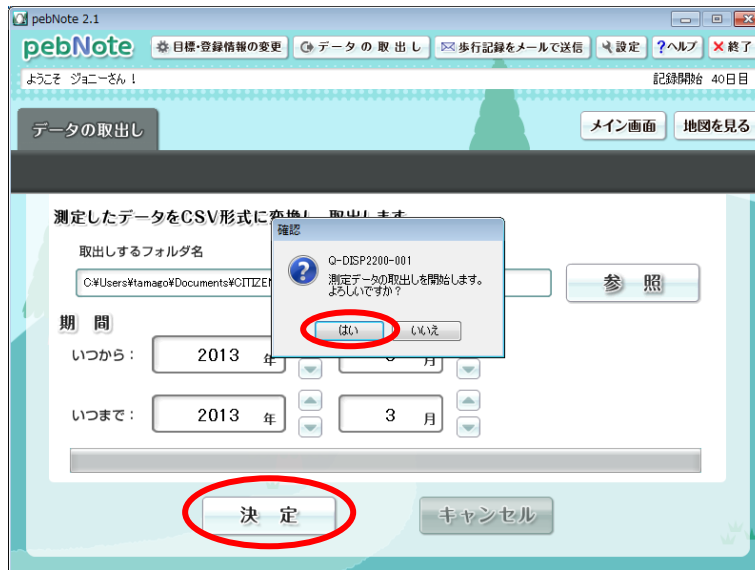 pebNote 2.1
pebNote 目標・登録情報の変更 データの取出し 歩行記録をメールで送信 設定 ?ヘルプ ×終了
ようこそ ジョニーさん! 記録開始 40日目
データの取出し メイン画面 地図を見る
測定したデータをCSV形式に変換し、取出します
確認
取出しするフォルダ名
Q-DISP2200-001
測定データの取出しを開始します。
よろしいですか?
C:¥Users¥tamago¥Documents¥CITIZEN
参 照
はい いいえ
期 間
いつから: 2013 年 月
いつまで: 2013 年 3 月
決 定 キャンセル